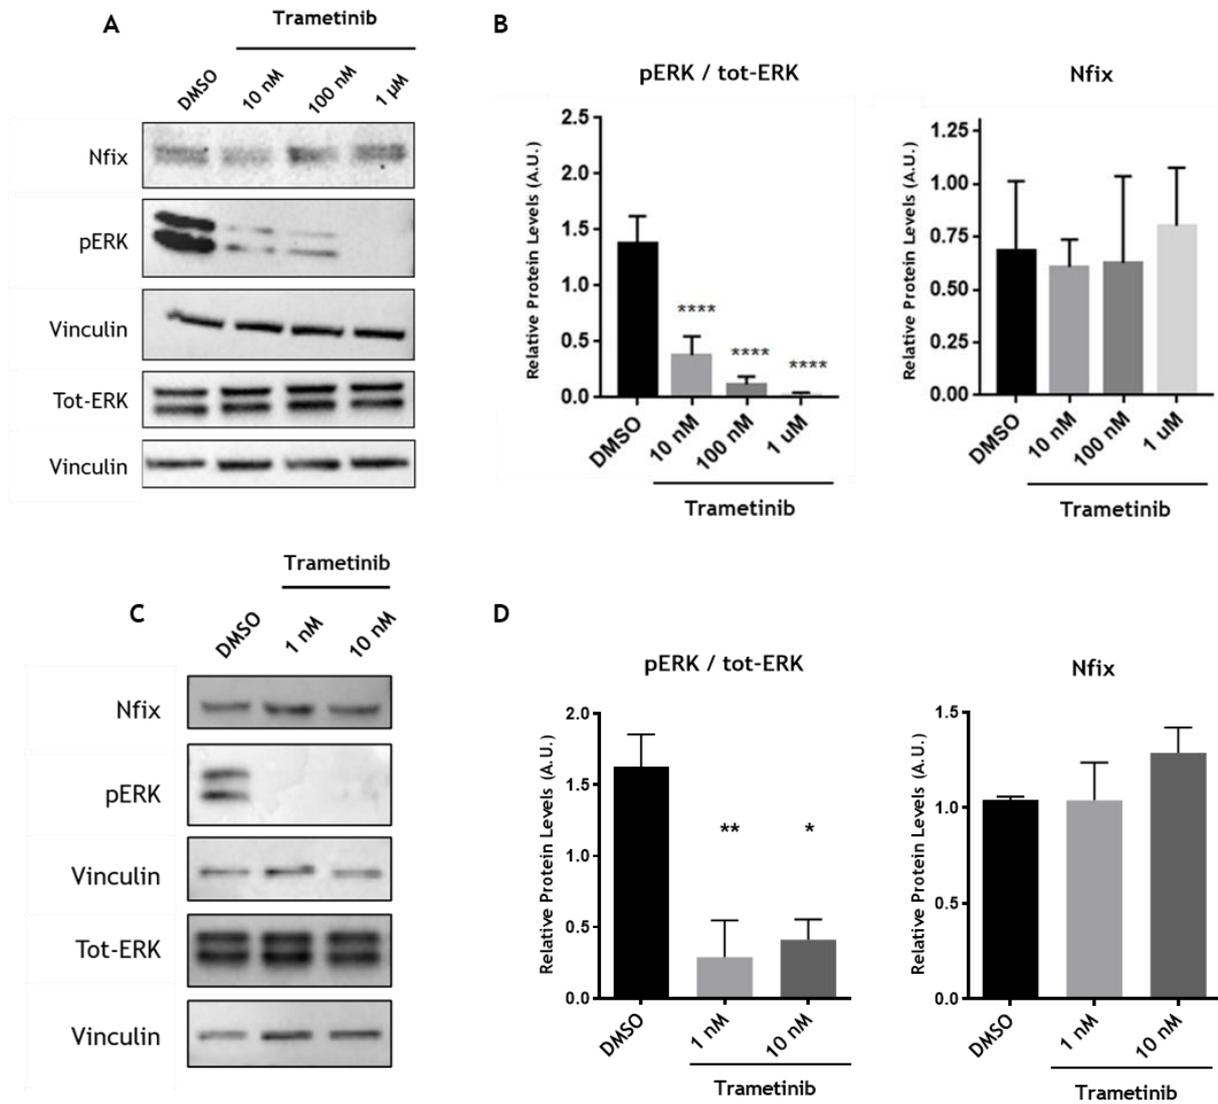 A
Trametinib
DMSO
10 nM
100 nM
1 µM
Nfix
pERK
Vinculin
Tot-ERK
Vinculin
B
pERK / tot-ERK
Relative Protein Levels (A.U.)
2.5
2.0
1.5
1.0
0.5
0.0
****
****
****
DMSO
10 nM
100 nM
1 uM
Trametinib
Nfix
Relative Protein Levels (A.U.)
1.25
1.00
0.75
0.50
0.25
0.00
DMSO
10 nM
100 nM
1 uM
Trametinib
C
Trametinib
DMSO
1 nM
10 nM
Nfix
pERK
Vinculin
Tot-ERK
Vinculin
D
pERK / tot-ERK
Relative Protein Levels (A.U.)
2.0
1.5
1.0
0.5
0.0
**
*
DMSO
1 nM
10 nM
Trametinib
Nfix
Relative Protein Levels (A.U.)
1.5
1.0
0.5
0.0
DMSO
1 nM
10 nM
Trametinib